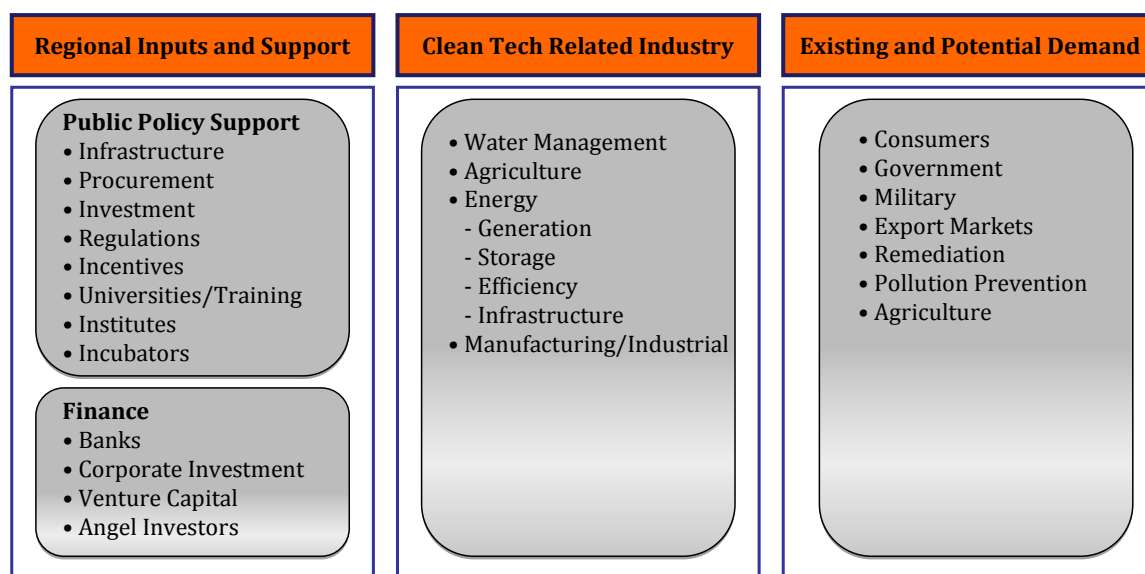 Regional Inputs and Support
Clean Tech Related Industry
Existing and Potential Demand
Public Policy Support
• Infrastructure
• Procurement
• Investment
• Regulations
• Incentives
• Universities/Training
• Institutes
• Incubators
Finance
• Banks
• Corporate Investment
• Venture Capital
• Angel Investors
• Water Management
• Agriculture
• Energy
- Generation
- Storage
- Efficiency
- Infrastructure
• Manufacturing/Industrial
• Consumers
• Government
• Military
• Export Markets
• Remediation
• Pollution Prevention
• Agriculture